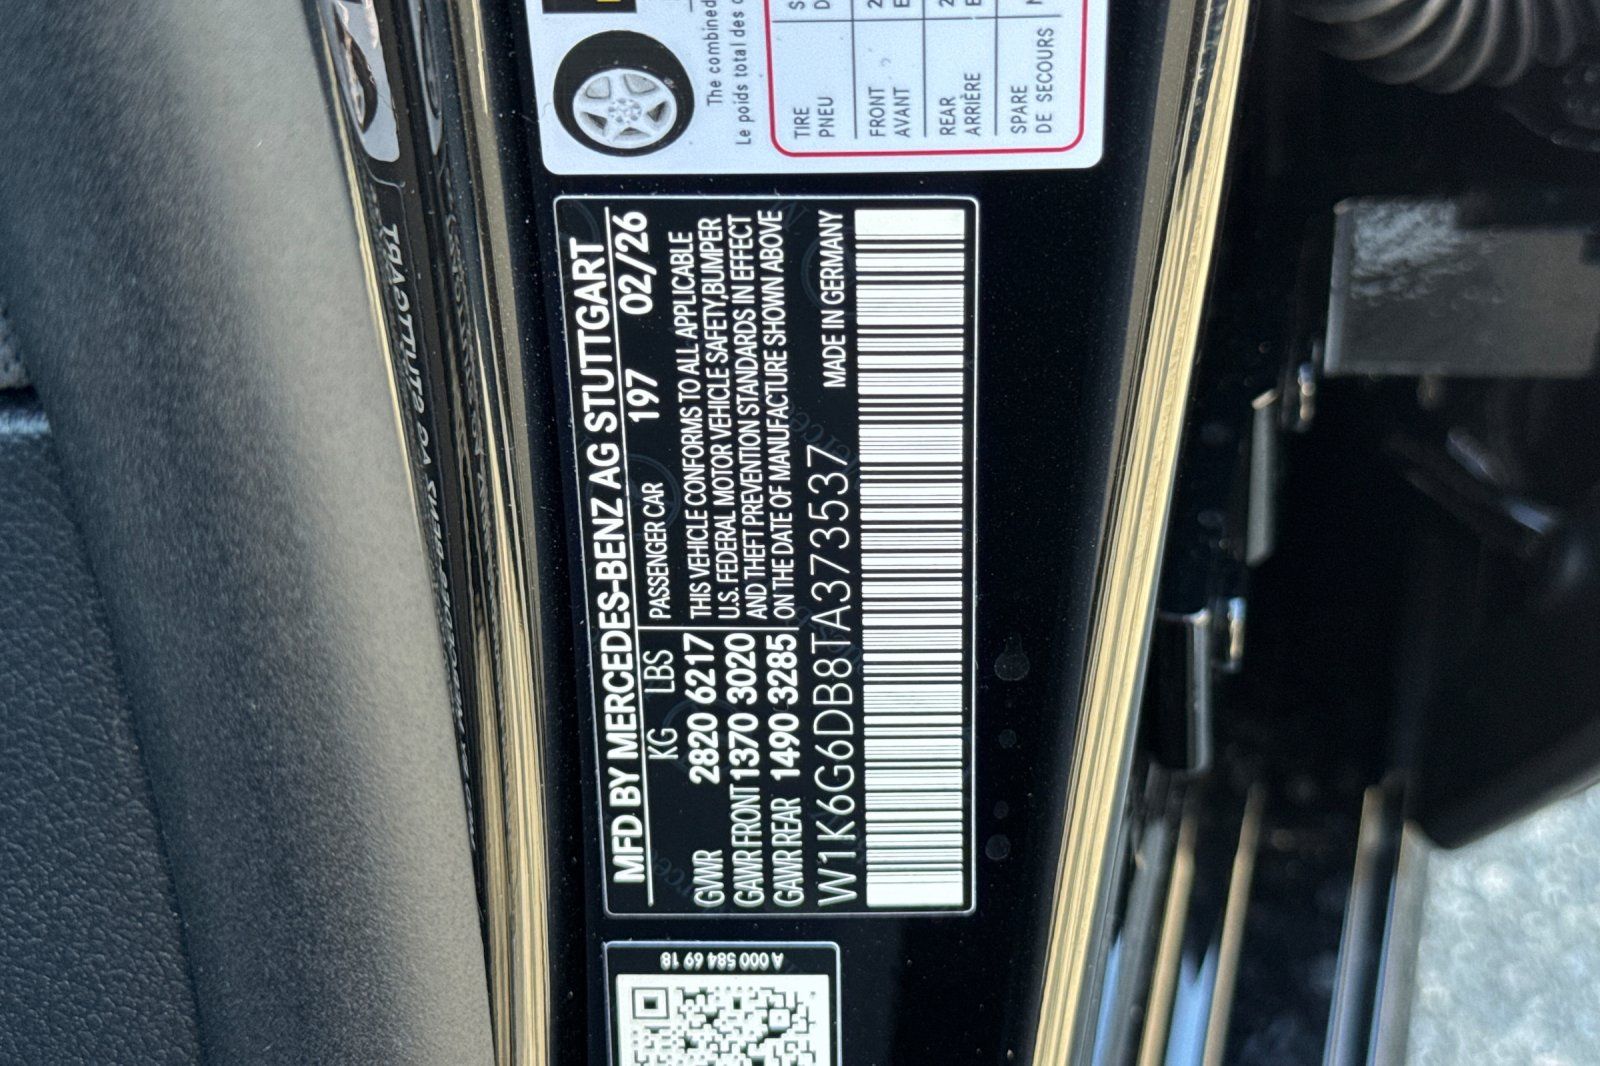 The combined
Le poids total des
TIRE
PNEU
FRONT
AVANT
REAR
ARRIÈRE
SPARE
DE SECOURS
MFD BY MERCEDES-BENZ AG STUTTGART
KG LBS PASSENGER CAR 197 02/26
GVWR 2820 6217
GAWR FRONT 1370 3020
GAWR REAR 1490 3285
THIS VEHICLE CONFORMS TO ALL APPLICABLE
U.S. FEDERAL MOTOR VEHICLE SAFETY,BUMPER
AND THEFT PREVENTION STANDARDS IN EFFECT
ON THE DATE OF MANUFACTURE SHOWN ABOVE
W1K6G6DB8TA373537 MADE IN GERMANY
A 000 584 69 18